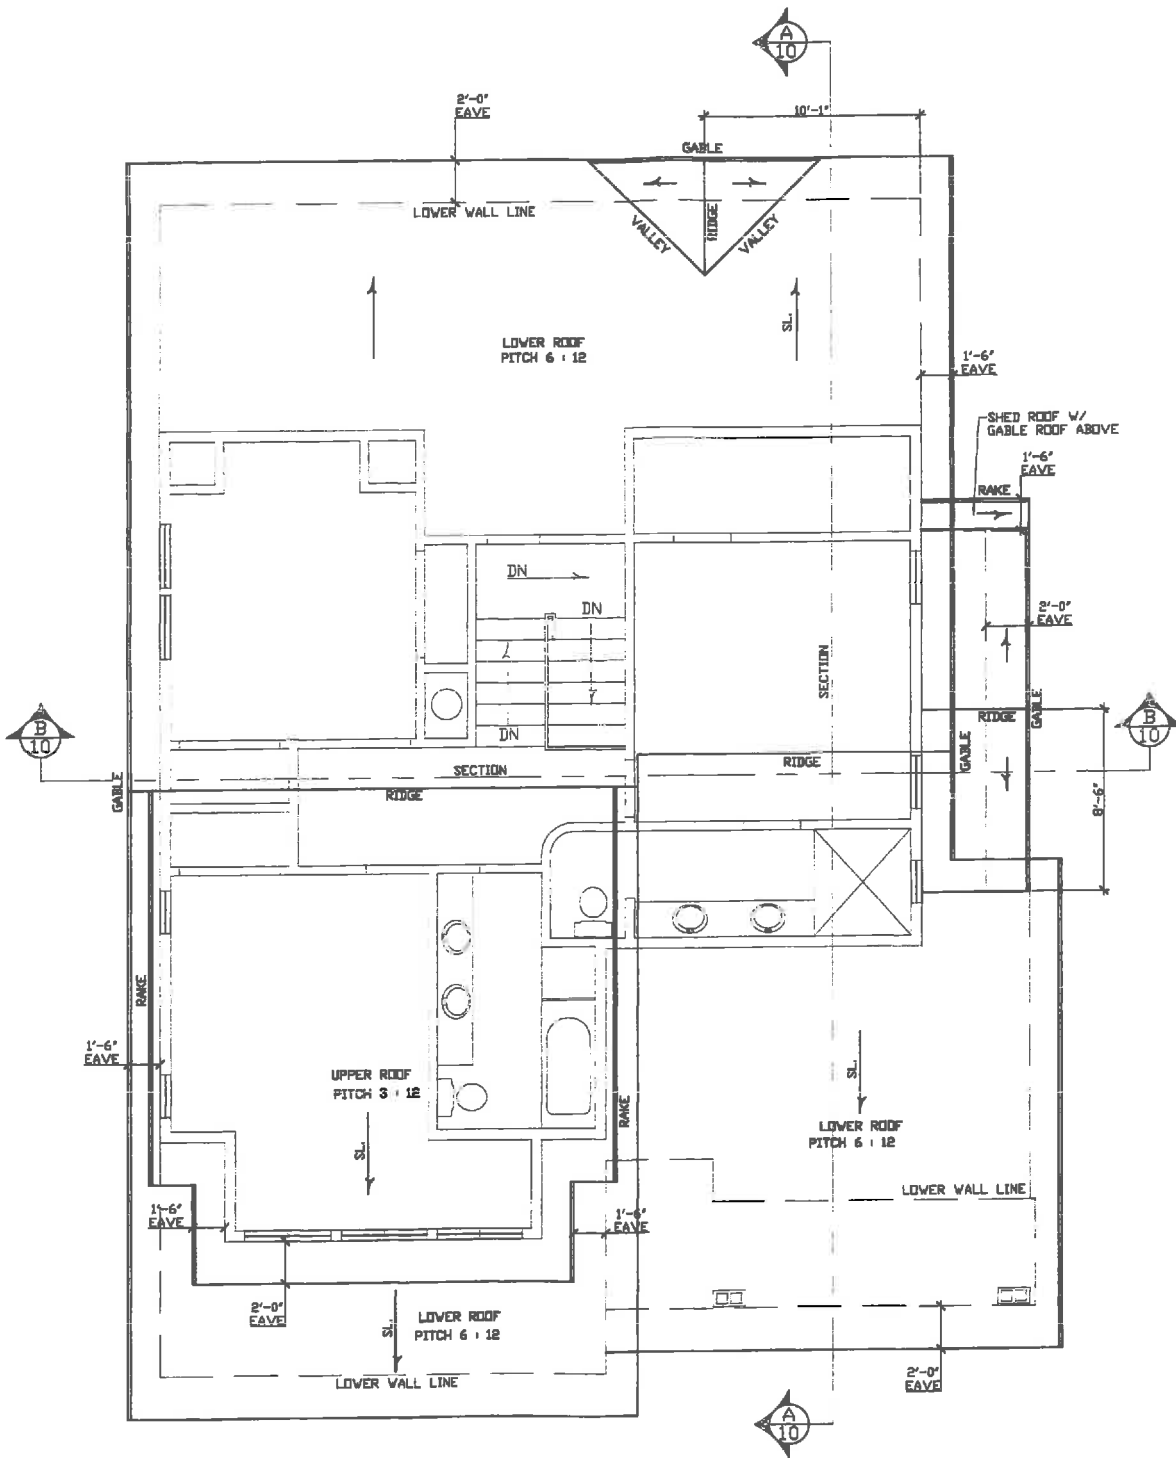 A
10
2'-0"
EAVE
10'-1"
GABLE
LOWER WALL LINE
VALLEY
RIDGE
VALLEY
SL.
LOWER ROOF
PITCH 6 : 12
1'-6"
EAVE
SHED ROOF W/
GABLE ROOF ABOVE
1'-6"
EAVE
RAKE
DN
DN
2'-0"
EAVE
SECTION
B
10
DN
RIDGE
GABLE
B
10
SECTION
RIDGE
GABLE
GABLE
RIDGE
8'-6"
RAKE
1'-6"
EAVE
UPPER ROOF
PITCH 3 : 12
SL.
RAKE
SL.
LOWER ROOF
PITCH 6 : 12
LOWER WALL LINE
1'-6"
EAVE
1'-6"
EAVE
2'-0"
EAVE
SL.
LOWER ROOF
PITCH 6 : 12
LOWER WALL LINE
2'-0"
EAVE
A
10